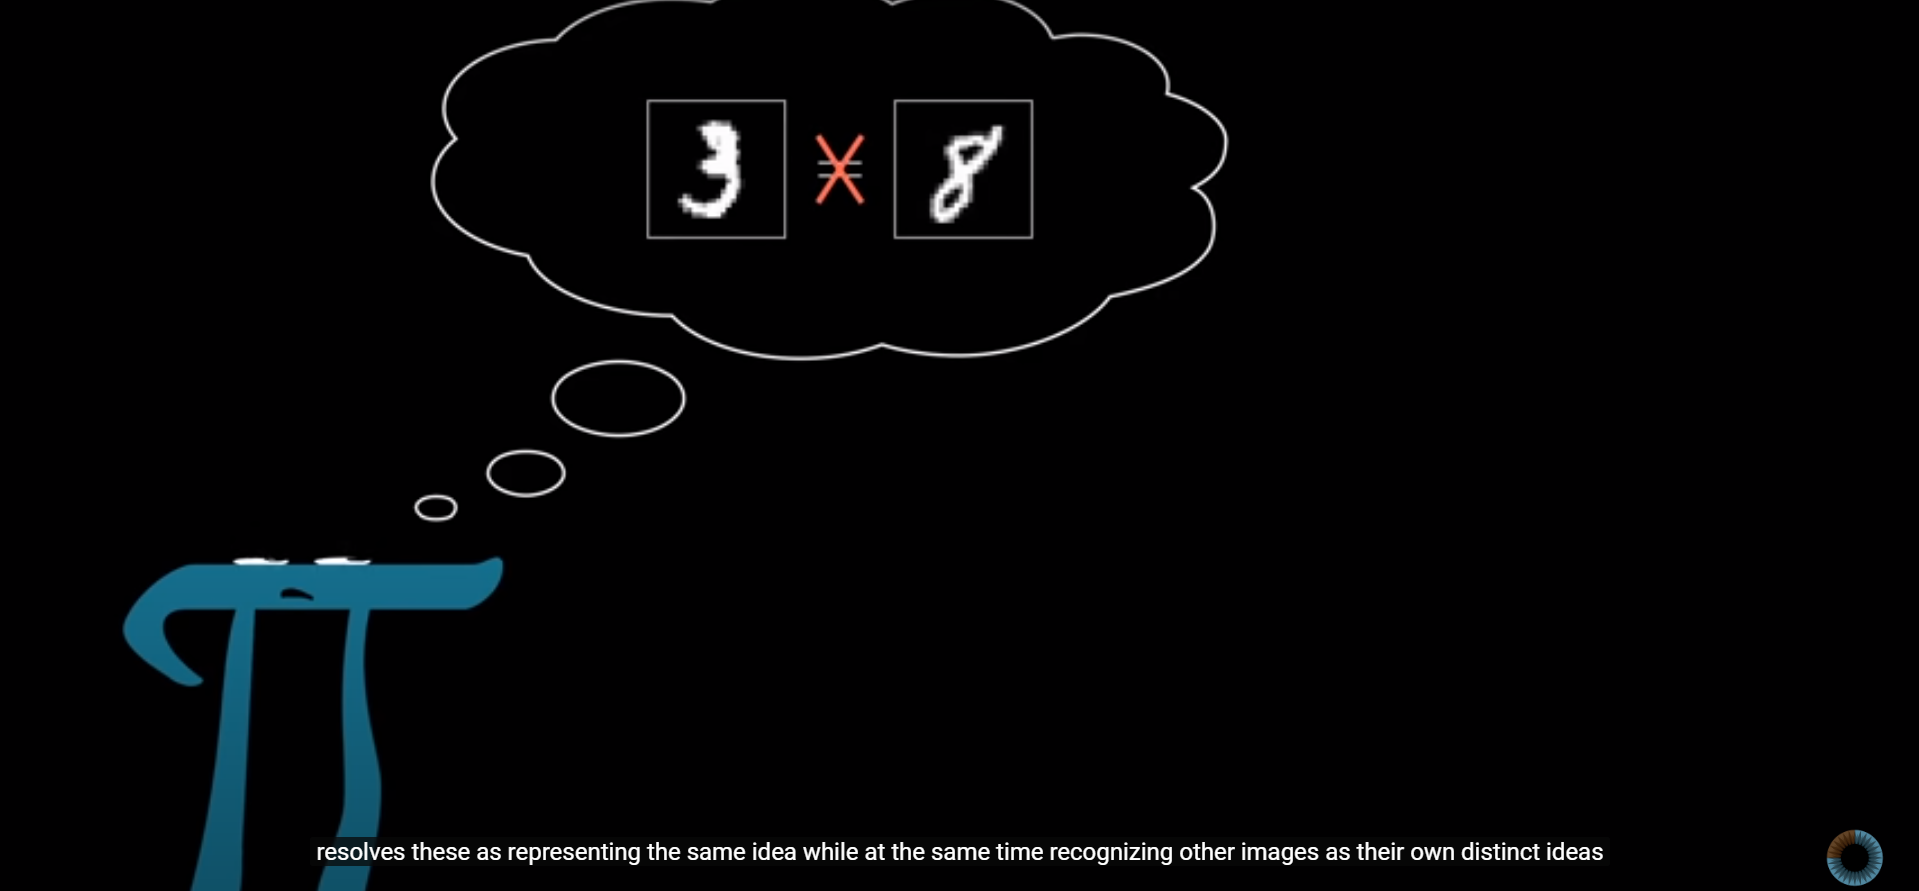 3 = 8
resolves these as representing the same idea while at the same time recognizing other images as their own distinct ideas